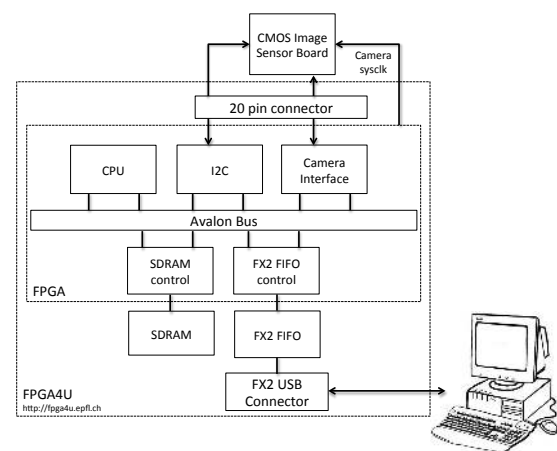 CMOS Image
Sensor Board
Camera
sysclk
20 pin connector
CPU
I2C
Camera
Interface
Avalon Bus
SDRAM
control
FX2 FIFO
control
FPGA
SDRAM
FX2 FIFO
FX2 USB
Connector
FPGA4U
http://fpga4u.epfl.ch